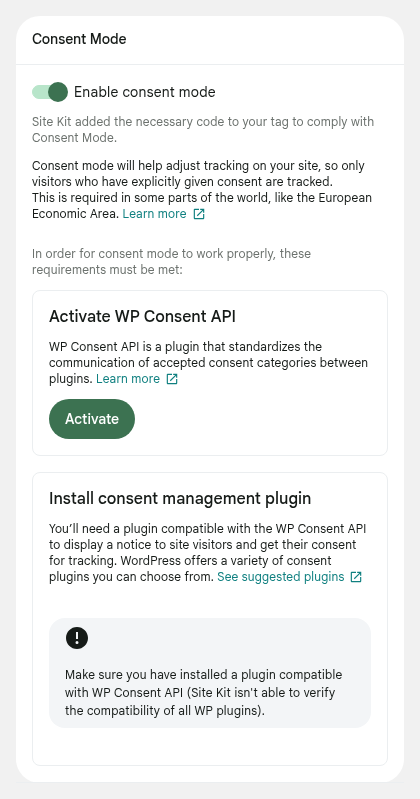 Consent Mode
Enable consent mode
Site Kit added the necessary code to your tag to comply with
Consent Mode.
Consent mode will help adjust tracking on your site, so only
visitors who have explicitly given consent are tracked.
This is required in some parts of the world, like the European
Economic Area. Learn more
In order for consent mode to work properly, these
requirements must be met:
Activate WP Consent API
WP Consent API is a plugin that standardizes the
communication of accepted consent categories between
plugins. Learn more
Activate
Install consent management plugin
You’ll need a plugin compatible with the WP Consent API
to display a notice to site visitors and get their consent
for tracking. WordPress offers a variety of consent
plugins you can choose from. See suggested plugins
Make sure you have installed a plugin compatible
with WP Consent API (Site Kit isn't able to verify
the compatibility of all WP plugins).